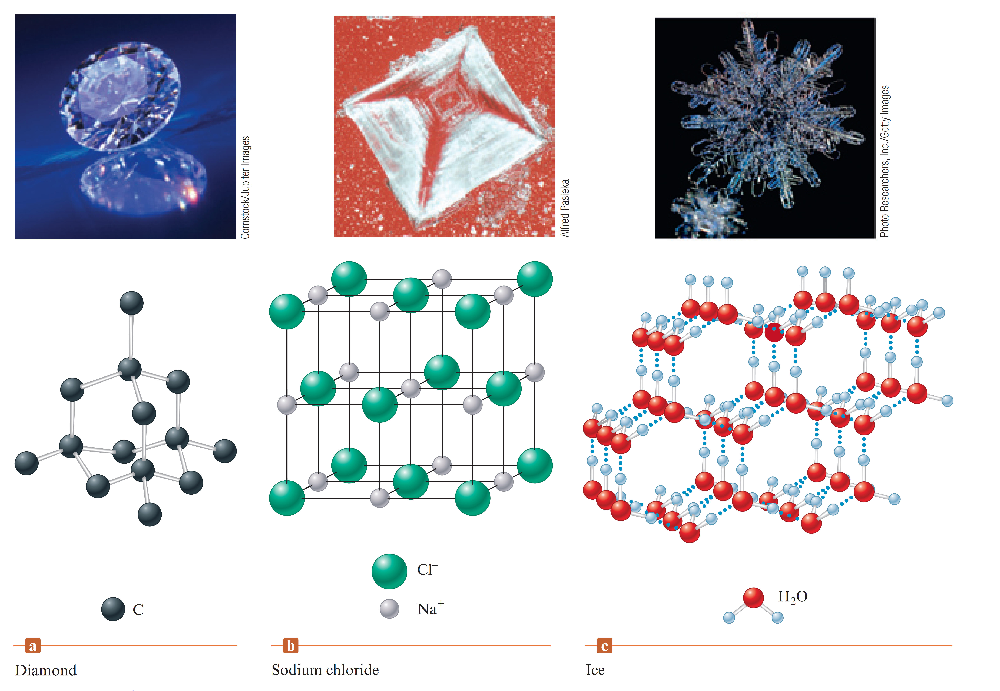 Comstock/Jupiter Images
Alfred Pasieka
Photo Researchers, Inc./Getty Images
C
Cl⁻
Na⁺
H₂O
a
Diamond
b
Sodium chloride
c
Ice